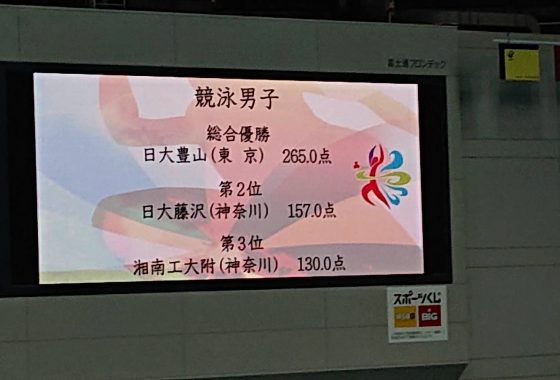 富士通フロンテック
競泳男子
総合優勝
日大豊山(東 京) 265.0点
第2位
日大藤沢(神奈川) 157.0点
第3位
湘南工大附(神奈川) 130.0点
スポーツくじ
BIG